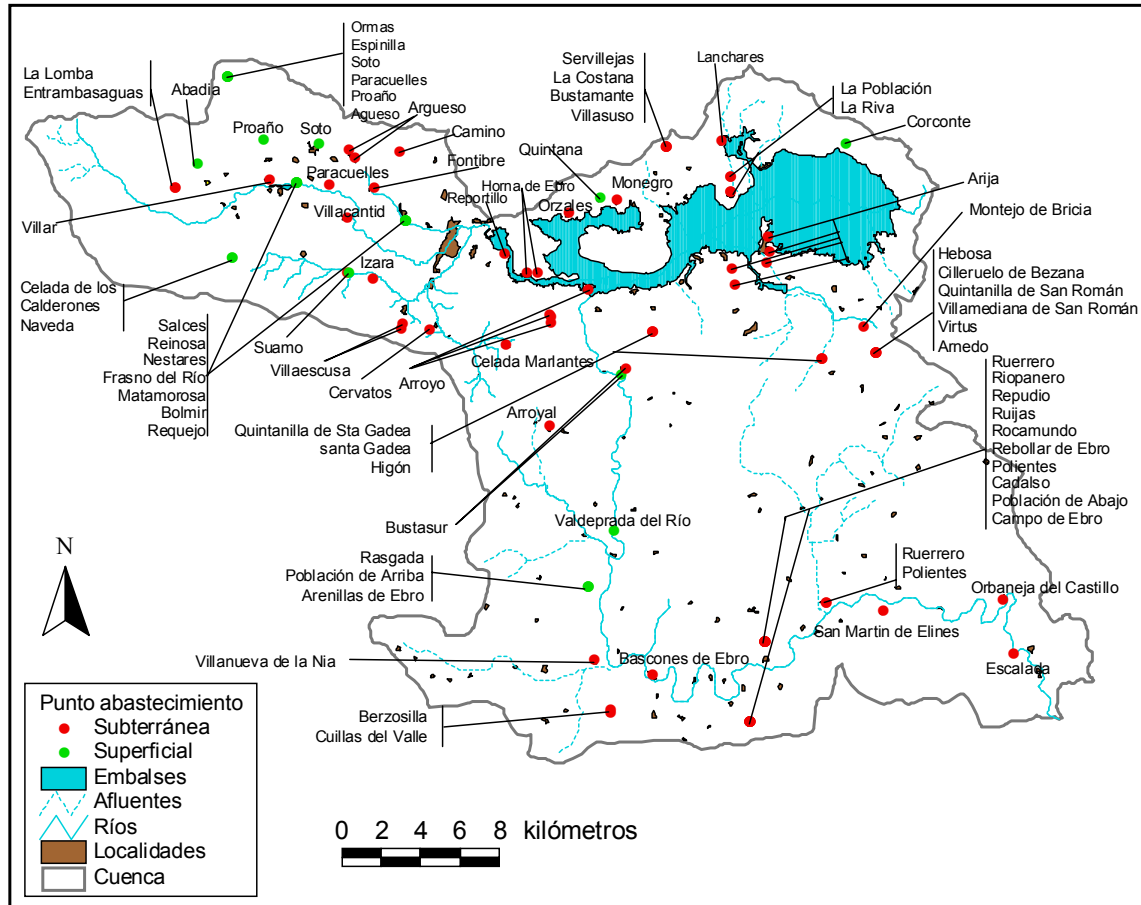 Ormas
Espinilla
Soto
Paracuelles
Proaño
Agueso
La Lomba
Entrambasaguas
Abadia
Argueso
Camino
Proaño
Soto
Fontibre
Paracuelles
Villar
Villacantid
Reportillo
Horna de Ebro
Orzales
Quintana
Monegro
Servillejas
La Costana
Bustamante
Villasuso
Lanchares
La Población
La Riva
Corconte
Arija
Montejo de Bricia
Hebosa
Cilleruelo de Bezana
Quintanilla de San Román
Villamediana de San Román
Virtus
Arnedo
Izara
Celada de los
Calderones
Naveda
Salces
Reinosa
Nestares
Frasno del Río
Matamorosa
Bolmir
Requejo
Suamo
Villaescusa
Cervatos
Arroyo
Celada Marlantes
Quintanilla de Sta Gadea
santa Gadea
Higón
Arroyal
Bustasur
Ruerrero
Riopanero
Repudio
Ruijas
Rocamundo
Rebollar de Ebro
Polientes
Cadalso
Población de Abajo
Campo de Ebro
Valdeprada del Río
Rasgada
Población de Arriba
Arenillas de Ebro
Ruerrero
Polientes
Orbaneja del Castillo
San Martin de Elines
Escalada
Villanueva de la Nia
Bascones de Ebro
Berzosilla
Cuillas del Valle
N
Punto abastecimiento
Subterránea
Superficial
Embalses
Afluentes
Ríos
Localidades
Cuenca
0 2 4 6 8 kilómetros